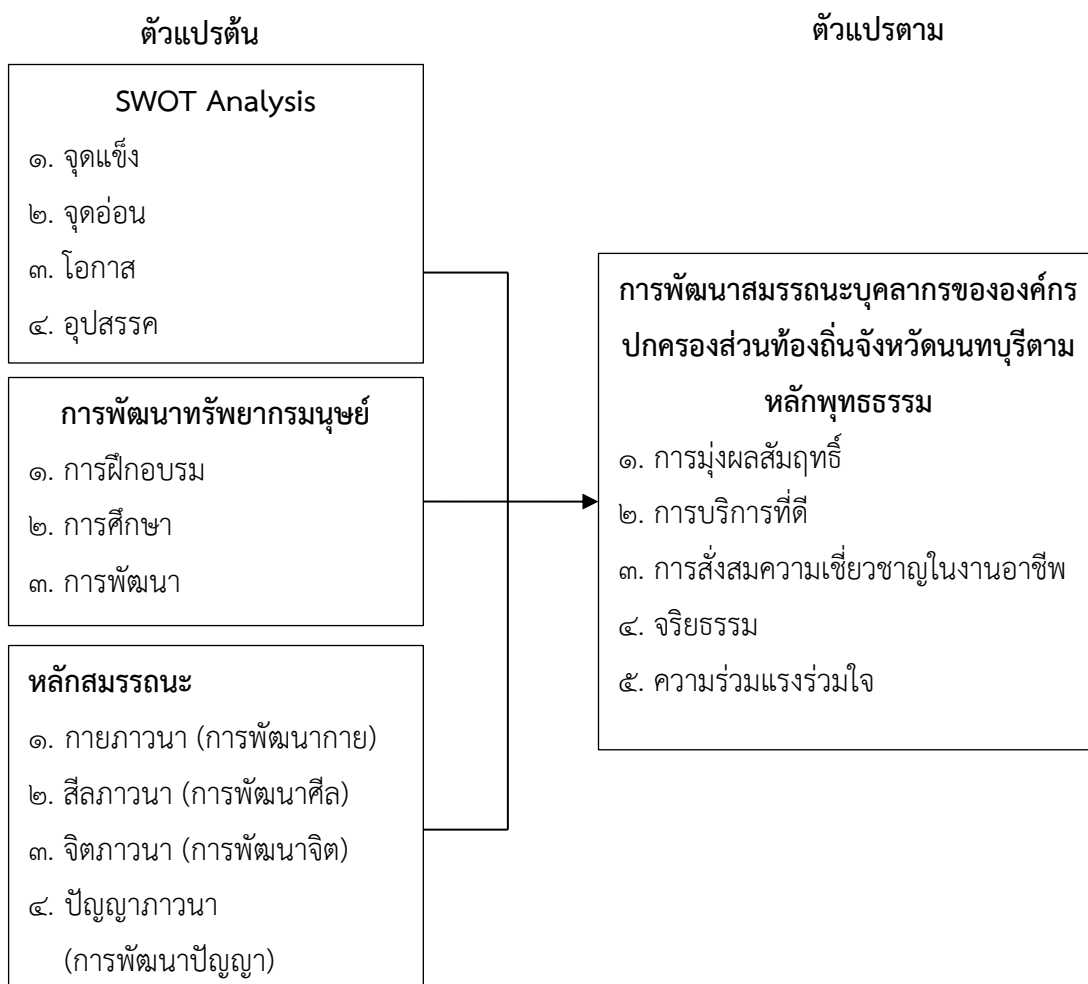 ตัวแปรต้น
ตัวแปรตาม
SWOT Analysis
๑. จุดแข็ง
๒. จุดอ่อน
๓. โอกาส
๔. อุปสรรค
การพัฒนาทรัพยากรมนุษย์
๑. การฝึกอบรม
๒. การศึกษา
๓. การพัฒนา
หลักสมรรถนะ
๑. กายภาวนา (การพัฒนากาย)
๒. สีลภาวนา (การพัฒนาศีล)
๓. จิตภาวนา (การพัฒนาจิต)
๔. ปัญญาภาวนา
(การพัฒนาปัญญา)
การพัฒนาสมรรถนะบุคลากรขององค์กร
ปกครองส่วนท้องถิ่นจังหวัดนนทบุรีตาม
หลักพุทธธรรม
๑. การมุ่งผลสัมฤทธิ์
๒. การบริการที่ดี
๓. การสั่งสมความเชี่ยวชาญในงานอาชีพ
๔. จริยธรรม
๕. ความร่วมแรงร่วมใจ